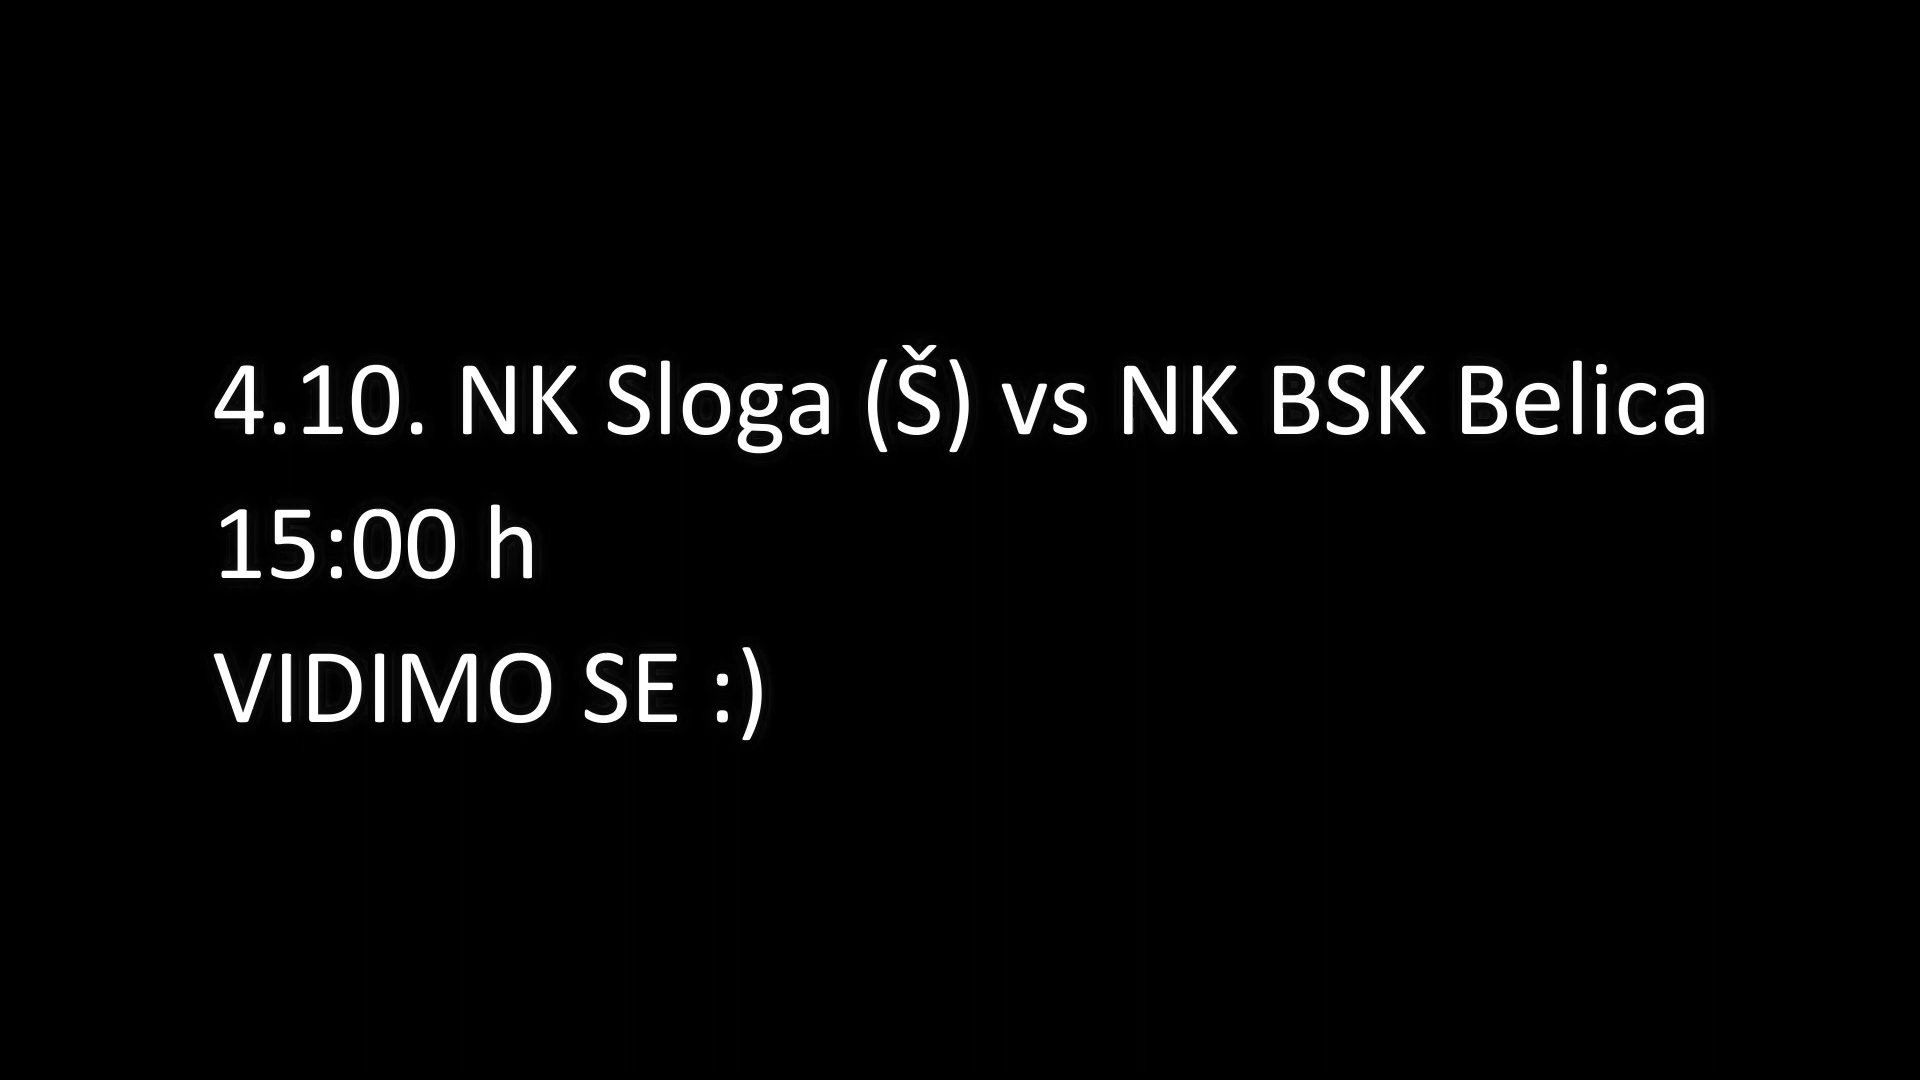 4.10. NK Sloga (Š) vs NK BSK Belica
15:00 h
VIDIMO SE :)